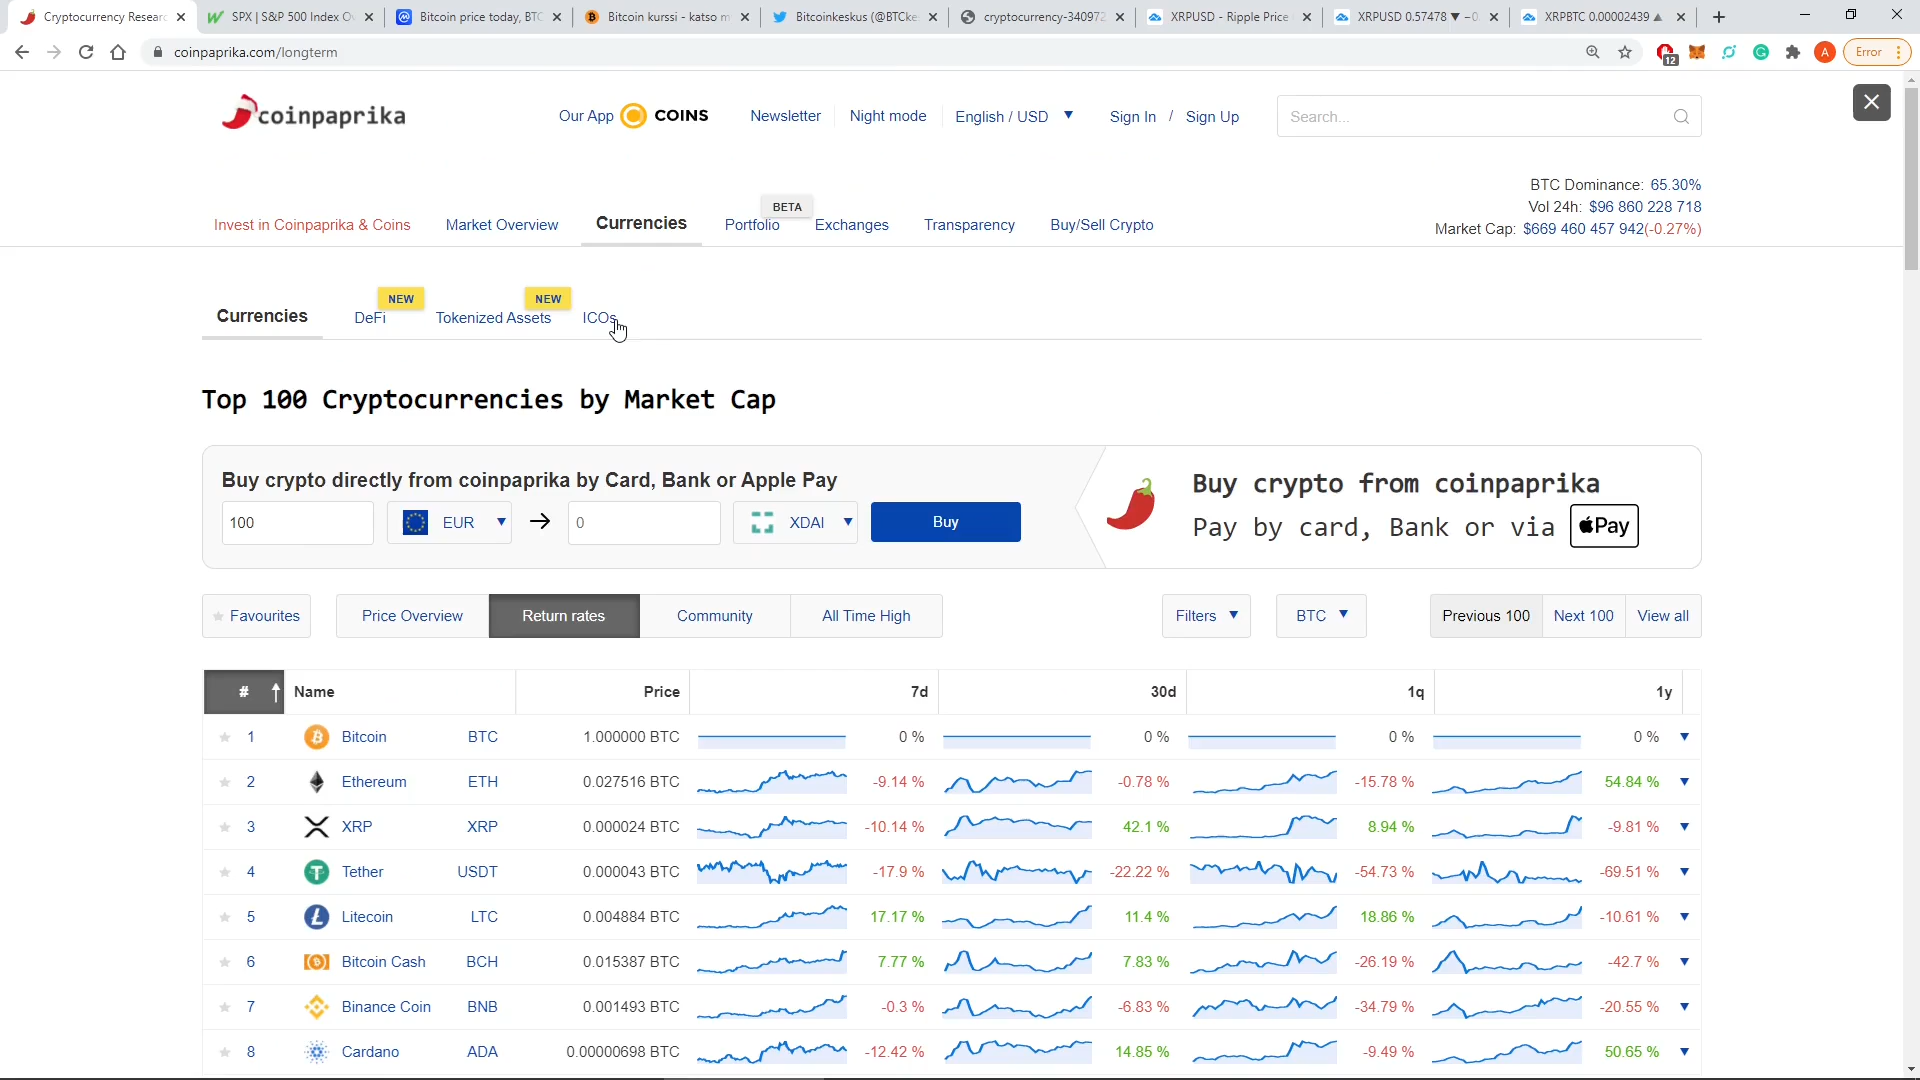 Cryptocurrency Researc
SPX | S&P 500 Index O
Bitcoin price today, BTC
Bitcoin kurssi - katso m
Bitcoinkeskus (@BTCke
cryptocurrency-340972
XRPUSD - Ripple Price
XRPUSD 0.57478 ▼ −0.
XRPBTC 0.00002439 ▲
coinpaprika.com/longterm
12
A
Error
coinpaprika
Our App COINS
Newsletter
Night mode
English / USD ▼
Sign In / Sign Up
Search...
BTC Dominance: 65.30%
Vol 24h: $96 860 228 718
Market Cap: $669 460 457 942(-0.27%)
BETA
Invest in Coinpaprika & Coins
Market Overview
Currencies
Portfolio
Exchanges
Transparency
Buy/Sell Crypto
NEW
NEW
Currencies
DeFi
Tokenized Assets
ICOs
Top 100 Cryptocurrencies by Market Cap
Buy crypto directly from coinpaprika by Card, Bank or Apple Pay
100
EUR ▼
0
XDAI ▼
Buy
Buy crypto from coinpaprika
Pay by card, Bank or via Pay
Favourites
Price Overview
Return rates
Community
All Time High
Filters ▼
BTC ▼
Previous 100
Next 100
View all
# ↑ Name Price 7d 30d 1q 1y
1 Bitcoin BTC 1.000000 BTC 0 % 0 % 0 % 0 % ▼
2 Ethereum ETH 0.027516 BTC -9.14 % -0.78 % -15.78 % 54.84 % ▼
3 XRP XRP 0.000024 BTC -10.14 % 42.1 % 8.94 % -9.81 % ▼
4 Tether USDT 0.000043 BTC -17.9 % -22.22 % -54.73 % -69.51 % ▼
5 Litecoin LTC 0.004884 BTC 17.17 % 11.4 % 18.86 % -10.61 % ▼
6 Bitcoin Cash BCH 0.015387 BTC 7.77 % 7.83 % -26.19 % -42.7 % ▼
7 Binance Coin BNB 0.001493 BTC -0.3 % -6.83 % -34.79 % -20.55 % ▼
8 Cardano ADA 0.00000698 BTC -12.42 % 14.85 % -9.49 % 50.65 % ▼